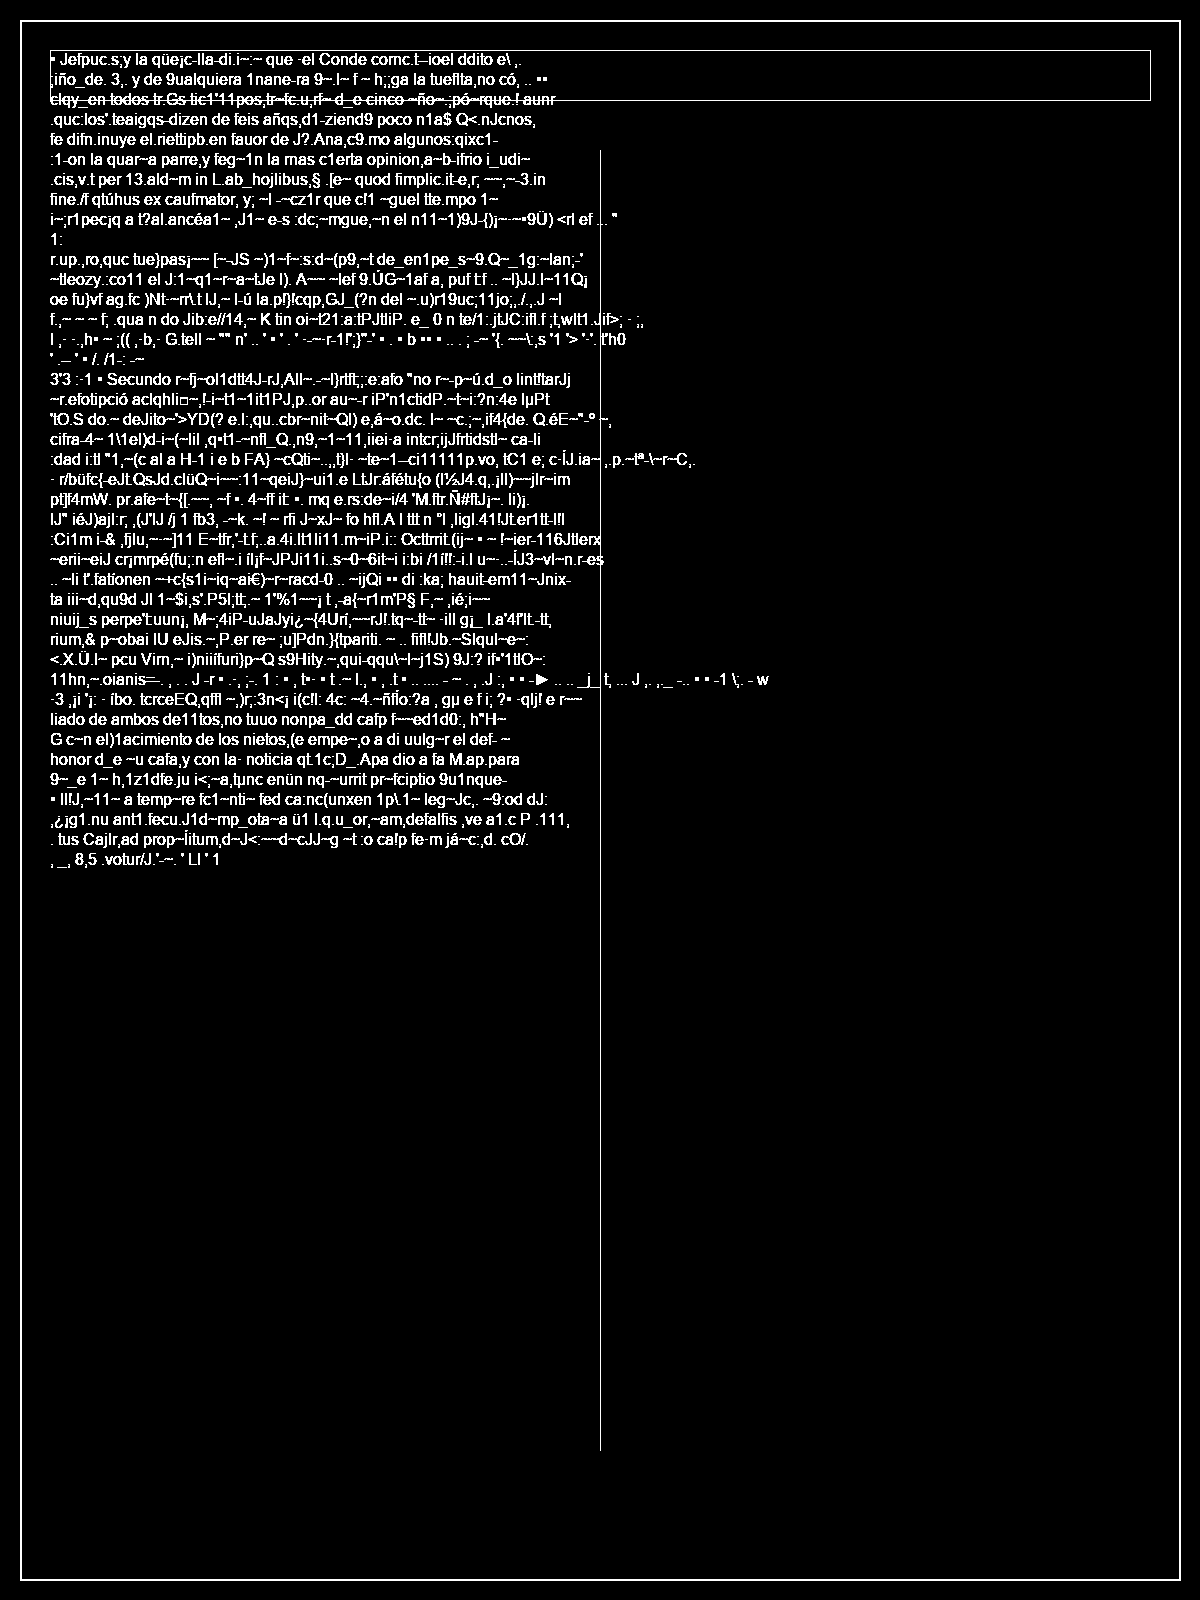 ▪ Jefpuc.s;y la qüe¡c-lla-di.i~:~ que -el Conde cornc.t--ioel ddito e\ ,.
;iño_de. 3,. y de 9ualquiera 1nane-ra 9~.l~ f ~ h;;ga la tueflta,no có, .. ▪▪
clqy_en todos tr.Gs tic1'11pos,tr~fc.u,rf~ d_e cinco ~ño~.;pó~rque.! aunr
.quc:los'.teaigqs-dizen de feis añqs,d1-ziend9 poco n1a$ Q<.nJcnos,
fe difn.inuye el.riettipb.en fauor de J?.Ana,c9.mo algunos:qixc1-
:1-on la quar~a parre,y feg~1n la rnas c1erta opinion,a~b-ifrio i_udi~
.cis,v.t per 13.ald~m in L.ab_hojlibus,§ .[e~ quod fimplic.it-e,r; ~~,~-3.in
fine./f qtúhus ex caufmator, y; ~l -~cz1r que c!1 ~guel tte.mpo 1~
i~;r1pec¡q a t?al.ancéa1~ ,J1~ e-s :dc;~mgue,~n el n11~1)9J-{)¡~-~▪9Ü) <rl ef ... "
1:
r.up.,ro,quc tue}pas¡~~ [~-JS ~)1~f~:s:d~(p9,~t de_en1pe_s~9.Q~_1g:~lan;-'
~tleozy.:co11 el J:1~q1~r~a~tJe l). A~~ ~lef 9.ÚG~1af a, puf t:f .. ~l}JJ.l~11Q¡
oe fu}vf ag.fc )Nt-~rr\.t lJ,~ l-ú la.p!}!cqp,GJ_(?n del ~.u)r19uc;11jo;,./.,.J ~l
f.,~ ~ ~ f; .qua n do Jib:e//14,~ K tin oi~t21:a:tPJtliP. e_ 0 n te/1:.jtJC:ifl.f ;t,wlt1.Jif>; · ;,
l ,· ·.,h▪ ~ ;(( ,·b,· G.tell ~ "" n' .. ' ▪ ' . ' ·-~·r-1!";}"-' ▪ . ▪ b ▪▪ ▪ .. . ; -~ '{. ~~\:,s '1 '> '·'. t'h0
' .-- ' ▪ /. /1-: -~
3'3 :·1 ▪ Secundo r~fj~ol1dtt4J-rJ,All~.-~l}rtft;;:e:afo "no r~-p~ú.d_o lint!tarJj
~r.efotipció aclqhli□~,!-i~t1~1it1PJ,p..or au~-r iP'n1ctidP.~t~i:?n:4e lµPt
'tO.S do.~ deJito~'>YD(? e.l:,qu..cbr~nit~Ql) e,á~o.dc. l~ ~c.;~,if4{de. Q.éE~"-º ~,
cifra-4~ 1\1el)d-i~(~lil ,q▪t1-~nfl_Q.,n9,~1~11,iiei·a intcr;ijJfrtidstl~ ca-li
:dad i:tl "1,~(c al a H-1 i e b FA} ~cQti~..,,t}l· ~te~1--ci11111p.vo, tC1 e; c·ÍJ.ia~ ,.p.~tª-\~r~C,.
· r/büfc{-eJt.QsJd.clüQ~i~~:11~qeiJ}~ui1.e LtJr:áfétu{o (l½J4.q,.¡ll)~~jlr~im
pt]f4mW. pr.afe~t~{[.~~, ~f ▪. 4~ff it: ▪. mq e.rs:de~i/4 'M.ftr.Ñ#ftJ¡~. li)¡.
lJ" iéJ)ajl:r; ,(J'lJ /j 1 fb3, -~k. ~! ~ rfi J~xJ~ fo hfl.A l ttt n °l ,ligl.41!Jt.er1tt-l!l
:Ci1m i-& ,fjlu,~·~]11 E~tfr;'-t.f;..a.4i.lt1li11.m~iP.i:: Octtrrit.(ij~ ▪ ~ !~ier-116Jtlerx
~erii~eiJ cr¡mrpé(fu;:n efl~.i íl¡f~JPJi11i..s~0~6it~i i:bi /1í!!:-i.l u~·..-ÍJ3~vl~n.r-es
.. ~li t'.fatíonen ~+c{s1i~iq~ai€)~r~racd-0 .. ~ijQi ▪▪ di :ka; hauit-em11~Jnix-
ta iii~d,qu9d Jl 1~$i,s'.P5l;tt;.~ 1'%1~~¡ t ,-a{~r1m'P§ F,~ ,ié;i~~
niuij_s perpe't:uun¡, M~;4iP-uJaJyi¿~{4Urí,~~rJ!.tq~-tt~ ·ill g¡_ l.a'4f'lt.-tt,
rium,& p~obai lU eJis.~,P.er re~ ;u]Pdn.}{tpariti. ~ .. fifl!Jb.~Slqul~e~:
<.X.Ü.l~ pcu Virn,~ i)niiífuri}p~Q s9Hity.~,qui-qqu\~l~j1S) 9J:? if▪'1tlO~:
11hn,~.oianis=-. , . . J -r ▪ .·, ;-. 1 : ▪ , t▪· ▪ t .~ l., ▪ , .t ▪ .. .... - ~ . , .J :, ▪ ▪ -► .. .. _j_ t, ... J ,. ,._ -.. ▪ ▪ -1 \;. - w
-3 ,¡i "¡: · íbo. tcrceEQ,qffl ~,)r;:3n<¡ i(c!l: 4c: ~4.~ñflo:?a , gµ e f i; ?▪ ·qlj! e r~~
liado de ambos de11tos,no tuuo nonpa_dd cafp f~~ed1d0:, h"H~
G c~n el)1acimiento de los nietos,(e empe~,o a di uulg~r el def- ~
honor d_e ~u cafa,y con la· noticia qt.1c;D_.Apa dio a fa M.ap.para
9~_e 1~ h,1z1dfe.ju i<;~a,tµnc enün nq-~urrit pr~fciptio 9u1nque-
▪ ll!J,~11~ a temp~re fc1~nti~ fed ca:nc(unxen 1p\.1~ leg~Jc,. ~9:od dJ:
,¿¡g1.nu ant1.fecu.J1d~mp_ota~a ü1 l.q.u_or,~am,defalfis ,ve a1.c P .111,
. tus Cajlr,ad prop~Íitum,d~J<:~~d~cJJ~g ~t :o ca!p fe·m já~c:,d. cO/.
, _, 8,5 .votur/J.'-~. ' Ll ' 1